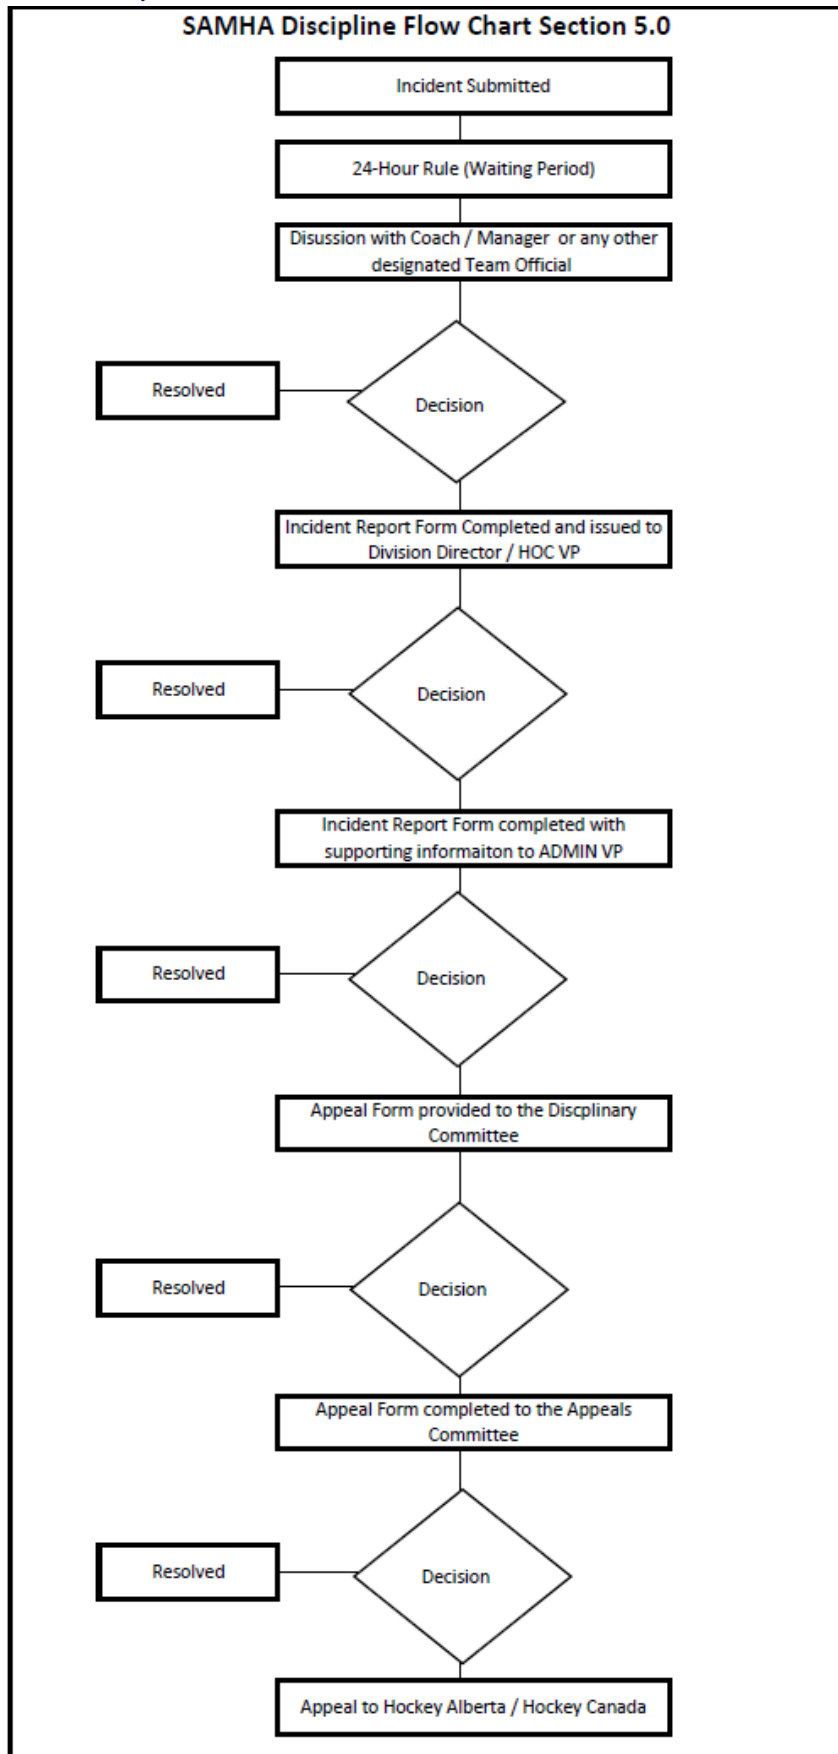 SAMHA Discipline Flow Chart Section 5.0
Incident Submitted
24-Hour Rule (Waiting Period)
Disussion with Coach / Manager or any other
designated Team Official
Resolved
Decision
Incident Report Form Completed and issued to
Division Director / HOC VP
Resolved
Decision
Incident Report Form completed with
supporting informaiton to ADMIN VP
Resolved
Decision
Appeal Form provided to the Discplinary
Committee
Resolved
Decision
Appeal Form completed to the Appeals
Committee
Resolved
Decision
Appeal to Hockey Alberta / Hockey Canada